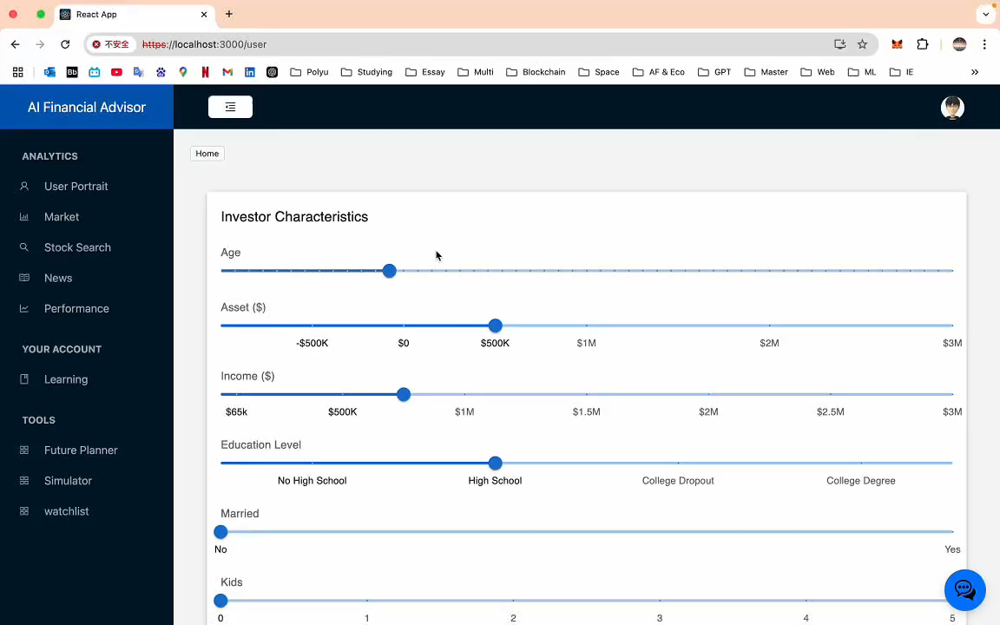 React App
不安全
https://localhost:3000/user
Polyu
Studying
Essay
Multi
Blockchain
Space
AF & Eco
GPT
Master
Web
ML
IE
AI Financial Advisor
ANALYTICS
User Portrait
Market
Stock Search
News
Performance
YOUR ACCOUNT
Learning
TOOLS
Future Planner
Simulator
watchlist
Home
Investor Characteristics
Age
Asset ($)
-$500K $0 $500K $1M $2M $3M
Income ($)
$65k $500K $1M $1.5M $2M $2.5M $3M
Education Level
No High School High School College Dropout College Degree
Married
No Yes
Kids
0 1 2 3 4 5